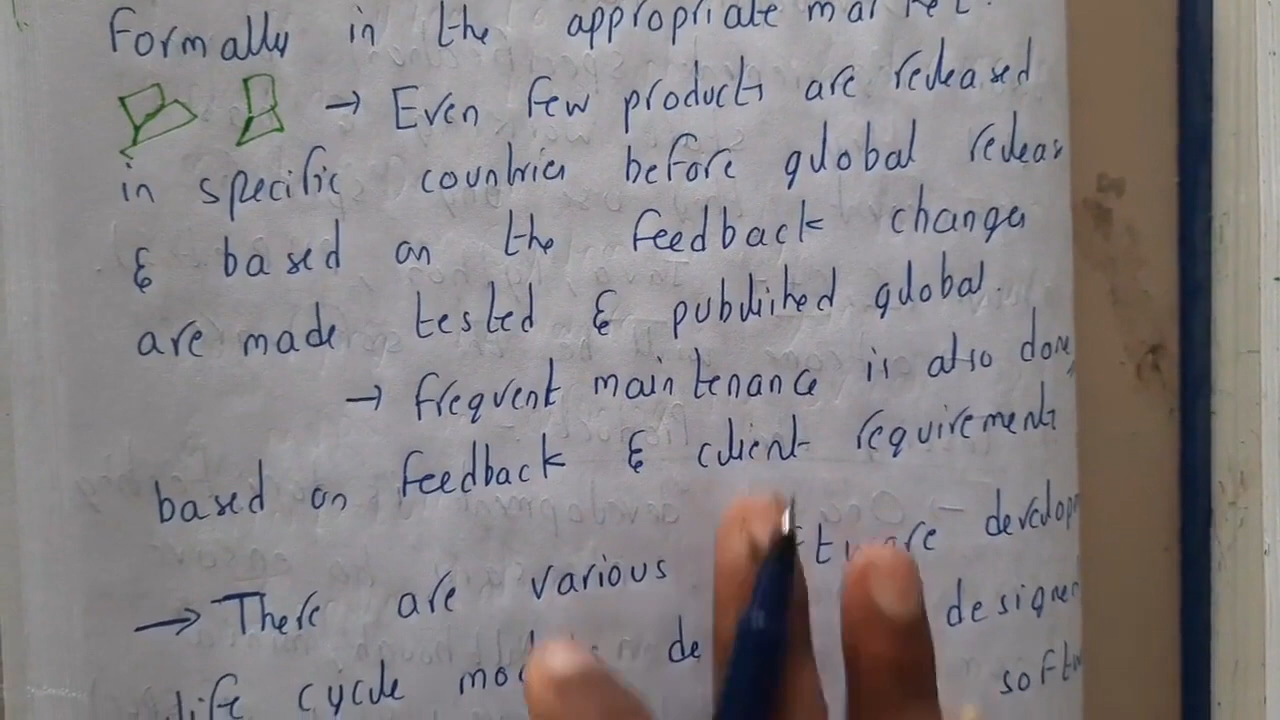 Formally in the appropriate market.
→ Even few products are released
in specific countries before global releas
& based on the feedback changes
are made tested & published global.
→ frequent maintenance is also done,
based on feedback & client requirements
→ There are various develop
life cycle de designed
soft